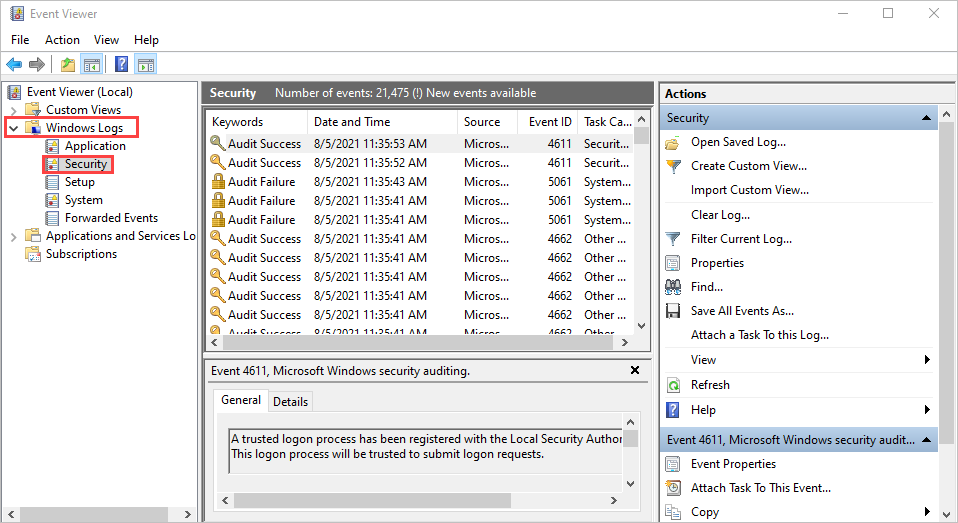 Event Viewer
File Action View Help
Event Viewer (Local)
Custom Views
Windows Logs
Application
Security
Setup
System
Forwarded Events
Applications and Services Lo
Subscriptions
Security Number of events: 21,475 (!) New events available
Keywords Date and Time Source Event ID Task Ca...
Audit Success 8/5/2021 11:35:53 AM Micros... 4611 Securit...
Audit Success 8/5/2021 11:35:52 AM Micros... 4611 Securit...
Audit Failure 8/5/2021 11:35:43 AM Micros... 5061 System...
Audit Failure 8/5/2021 11:35:41 AM Micros... 5061 System...
Audit Failure 8/5/2021 11:35:41 AM Micros... 5061 System...
Audit Success 8/5/2021 11:35:41 AM Micros... 4662 Other ...
Audit Success 8/5/2021 11:35:41 AM Micros... 4662 Other ...
Audit Success 8/5/2021 11:35:41 AM Micros... 4662 Other ...
Audit Success 8/5/2021 11:35:41 AM Micros... 4662 Other ...
Audit Success 8/5/2021 11:35:41 AM Micros... 4662 Other ...
Audit Success 8/5/2021 11:35:41 AM Micros... 4662 Other ...
Event 4611, Microsoft Windows security auditing.
General Details
A trusted logon process has been registered with the Local Security Author
This logon process will be trusted to submit logon requests.
Actions
Security
Open Saved Log...
Create Custom View...
Import Custom View...
Clear Log...
Filter Current Log...
Properties
Find...
Save All Events As...
Attach a Task To this Log...
View
Refresh
Help
Event 4611, Microsoft Windows security audit...
Event Properties
Attach Task To This Event...
Copy